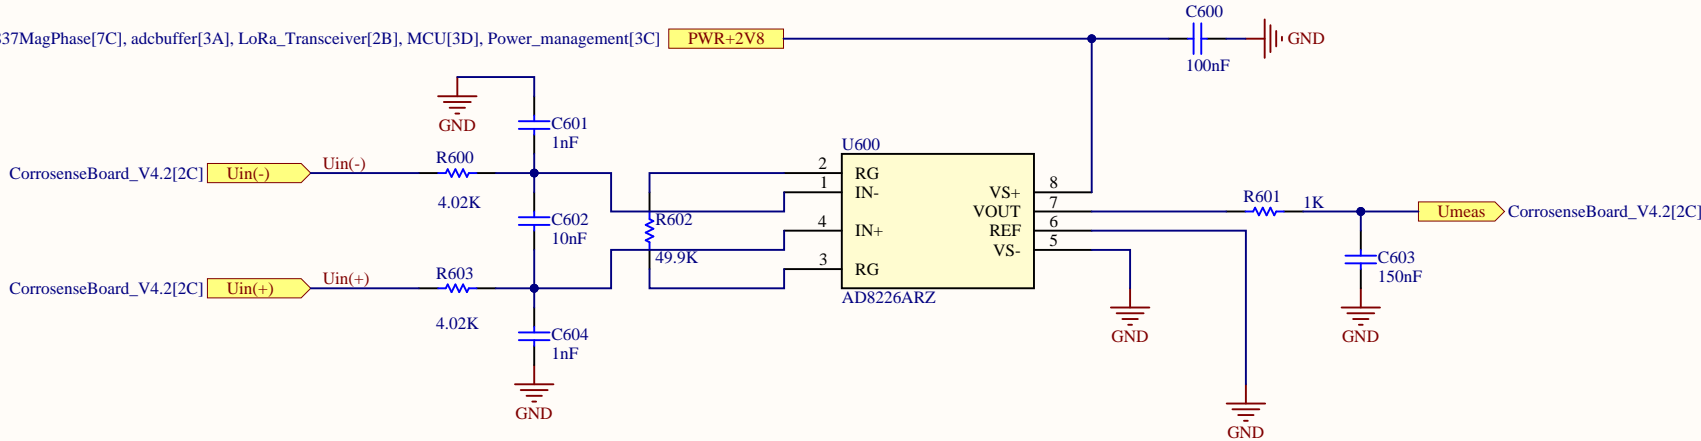 C600
37MagPhase[7C], adcbuffer[3A], LoRa_Transceiver[2B], MCU[3D], Power_management[3C]
PWR+2V8
GND
100nF
GND
C601
1nF
U600
CorrosenseBoard_V4.2[2C]
Uin(-)
Uin(-)
R600
4.02K
2
RG
1
IN-
VS+
8
R601
1K
C602
10nF
R602
49.9K
4
IN+
VOUT
7
REF
6
VS-
5
Umeas
CorrosenseBoard_V4.2[2C]
C603
150nF
CorrosenseBoard_V4.2[2C]
Uin(+)
Uin(+)
R603
4.02K
3
RG
AD8226ARZ
C604
1nF
GND
GND
GND
GND